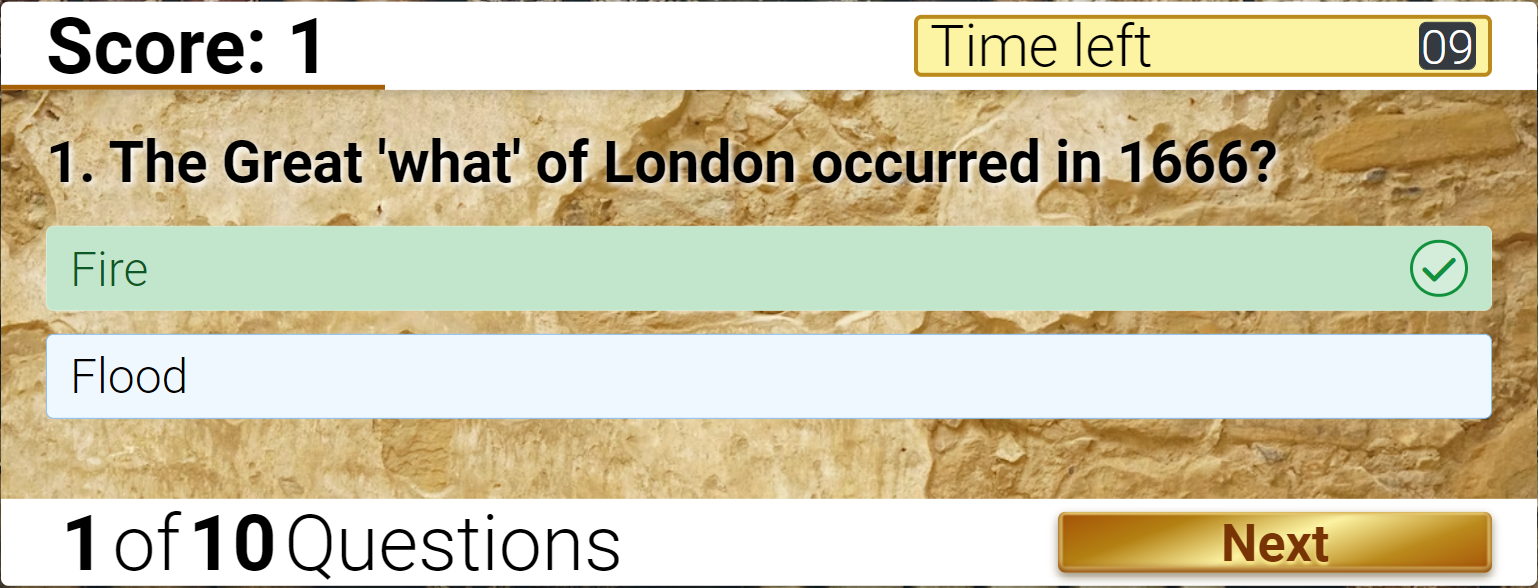 Score: 1
Time left 09
1. The Great 'what' of London occurred in 1666?
Fire
Flood
1 of 10 Questions
Next